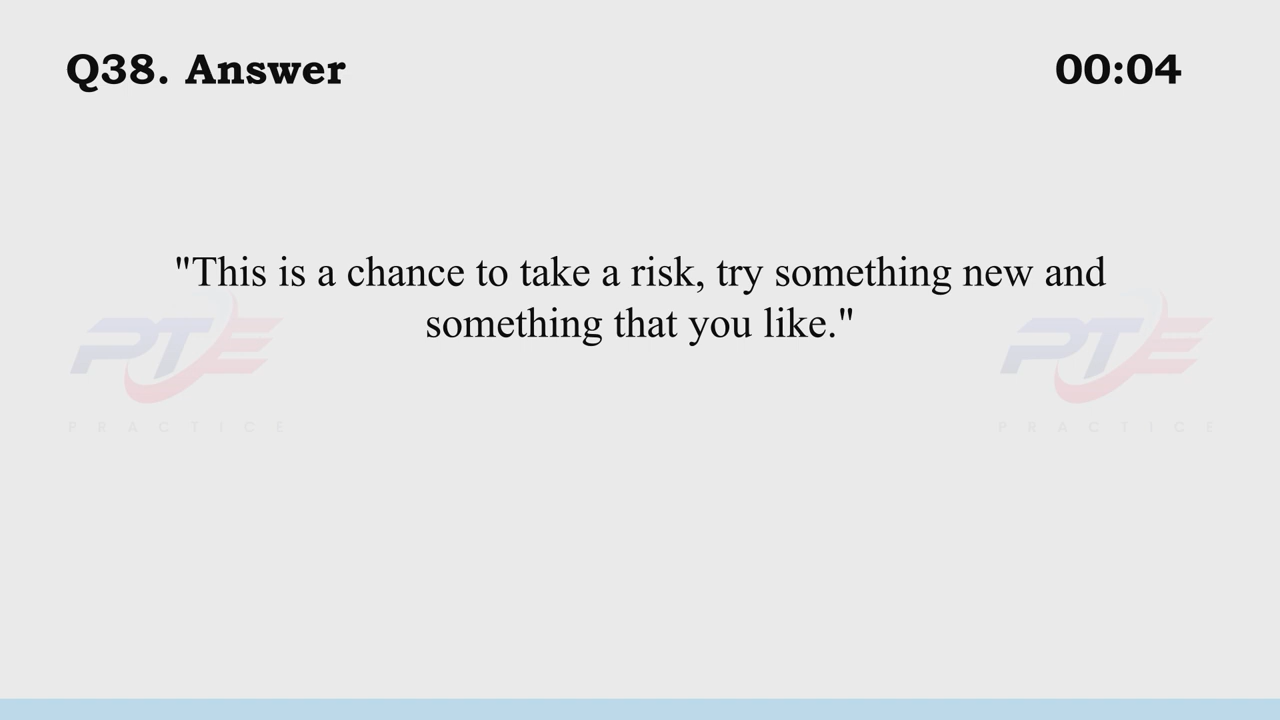 Q38. Answer
00:04
"This is a chance to take a risk, try something new and
something that you like."
PTE
PRACTICE
PTE
PRACTICE